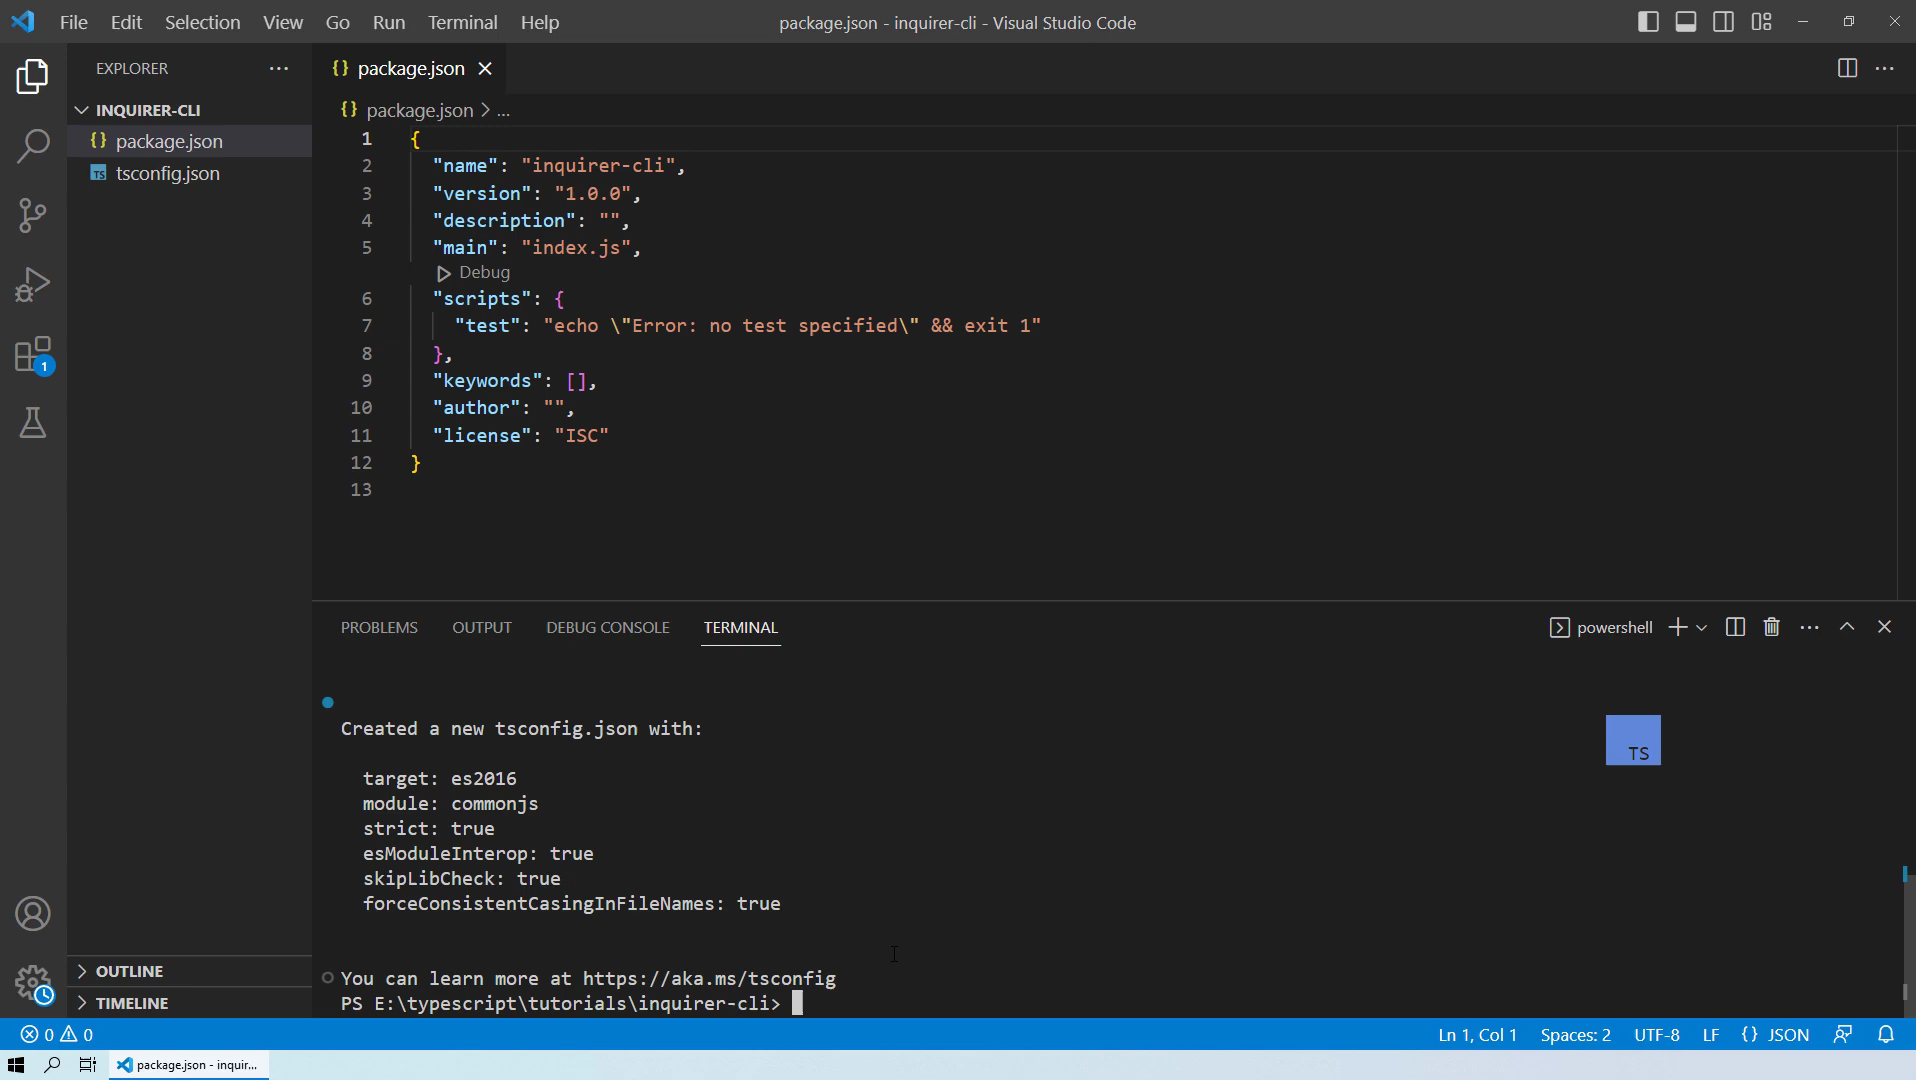 File Edit Selection View Go Run Terminal Help
package.json - inquirer-cli - Visual Studio Code
EXPLORER
INQUIRER-CLI
{} package.json
TS tsconfig.json
1
OUTLINE
TIMELINE
{} package.json
{} package.json > ...
1 {
2 "name": "inquirer-cli",
3 "version": "1.0.0",
4 "description": "",
5 "main": "index.js",
Debug
6 "scripts": {
7 "test": "echo \"Error: no test specified\" && exit 1"
8 },
9 "keywords": [],
10 "author": "",
11 "license": "ISC"
12 }
13
PROBLEMS OUTPUT DEBUG CONSOLE TERMINAL
powershell
Created a new tsconfig.json with:
TS
target: es2016
module: commonjs
strict: true
esModuleInterop: true
skipLibCheck: true
forceConsistentCasingInFileNames: true
You can learn more at https://aka.ms/tsconfig
PS E:\typescript\tutorials\inquirer-cli>
0 0
Ln 1, Col 1 Spaces: 2 UTF-8 LF {} JSON
package.json - inquir...